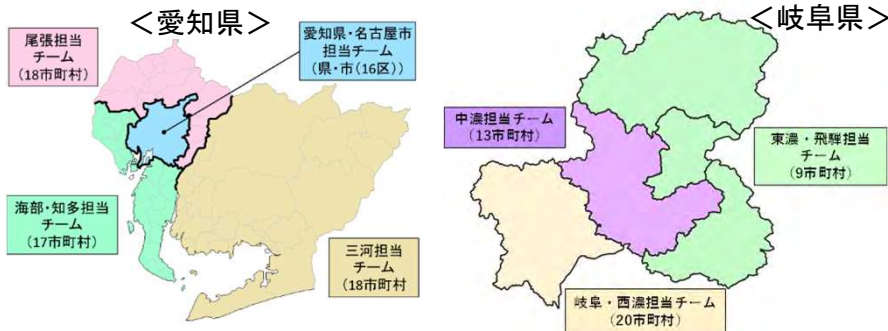 ＜愛知県＞
尾張担当
チーム
(18市町村)
愛知県・名古屋市
担当チーム
(県・市(16区))
海部・知多担当
チーム
(17市町村)
三河担当
チーム
(18市町村
＜岐阜県＞
中濃担当チーム
(13市町村)
東濃・飛騨担当
チーム
(9市町村)
岐阜・西濃担当チーム
(20市町村)